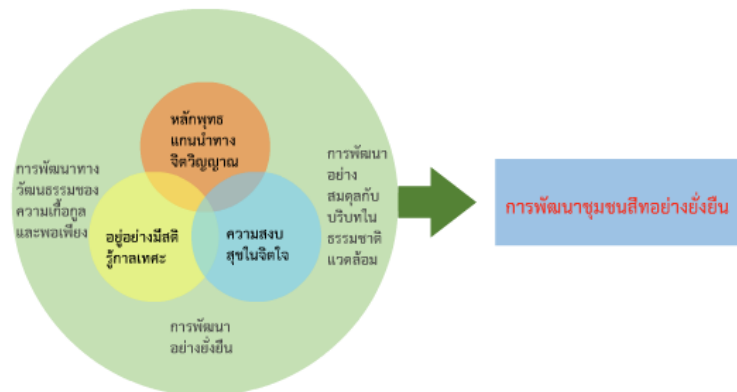 หลักพุทธ
แกนนำทาง
จิตวิญญาณ
การพัฒนาทาง
วัฒนธรรมของ
ความเกื้อกูล
และพอเพียง
การพัฒนา
อย่าง
สมดุลกับ
บริบทใน
ธรรมชาติ
แวดล้อม
อยู่อย่างมีสติ
รู้กาลเทศะ
ความสงบ
สุขในจิตใจ
การพัฒนา
อย่างยั่งยืน
การพัฒนาชุมชนสีทอย่างยั่งยืน